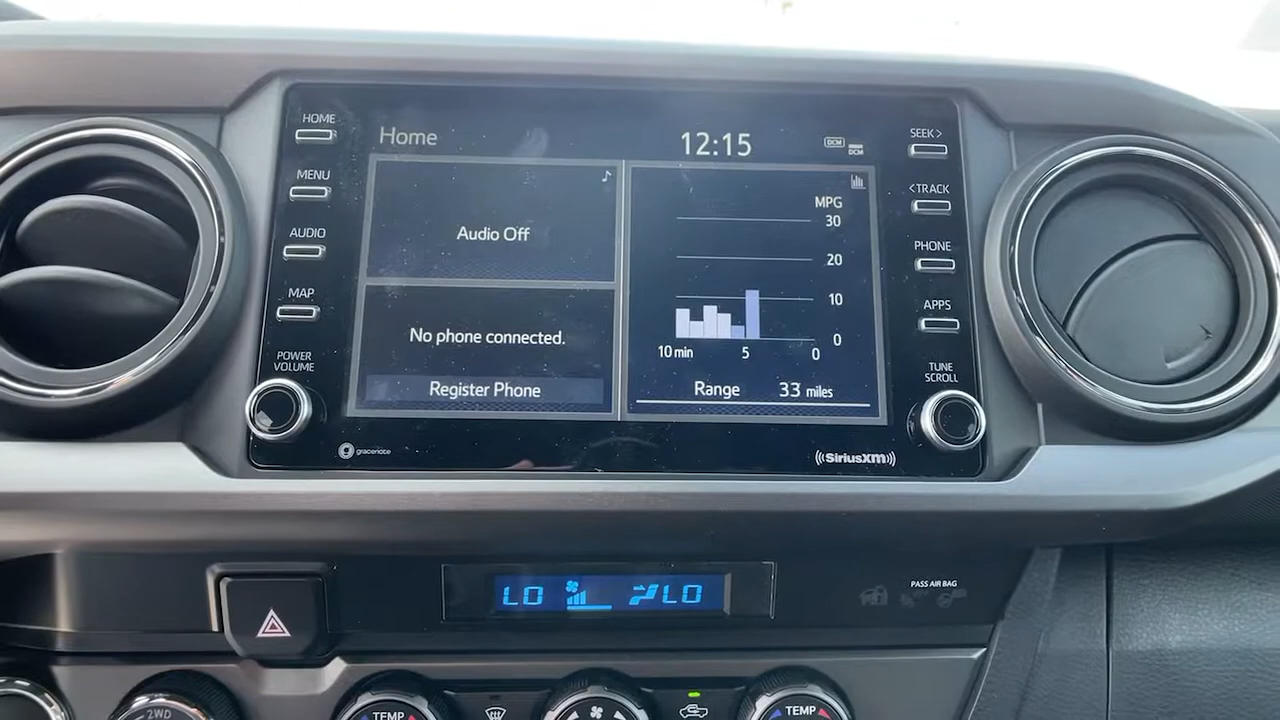 HOME
Home
12:15
DCM
DCM
SEEK >
MENU
< TRACK
Audio Off
MPG
30
20
10
0
10 min
5
0
AUDIO
PHONE
MAP
APPS
No phone connected.
Register Phone
Range 33 miles
POWER
VOLUME
TUNE
SCROLL
gracenote
((SiriusXM))
LO
LO
PASS AIR BAG
2WD
TEMP
TEMP